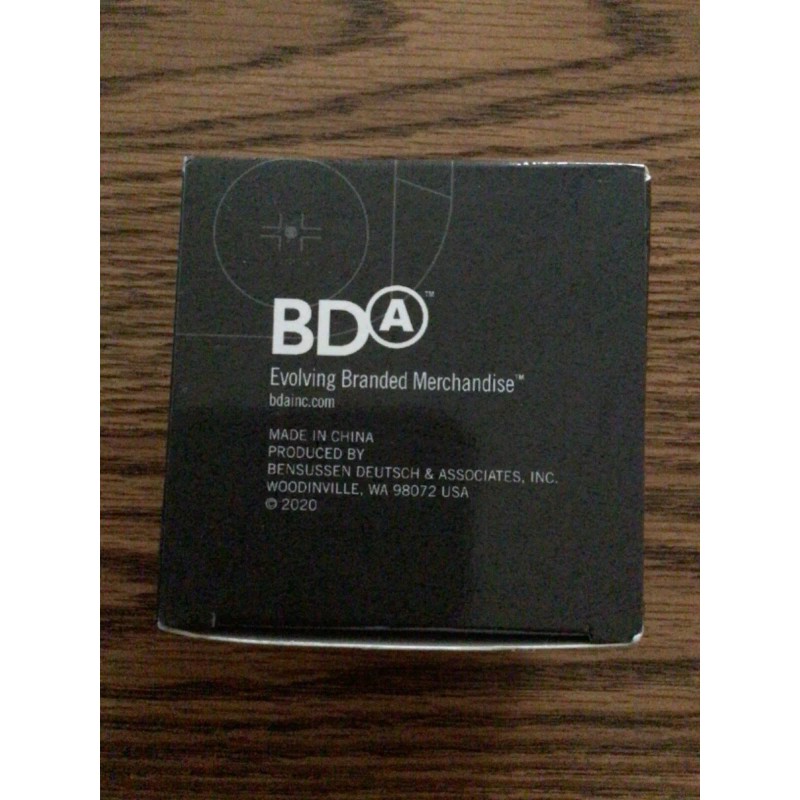 BDA™
Evolving Branded Merchandise™
bdainc.com
MADE IN CHINA
PRODUCED BY
BENSUSSEN DEUTSCH & ASSOCIATES, INC.
WOODINVILLE, WA 98072 USA
© 2020